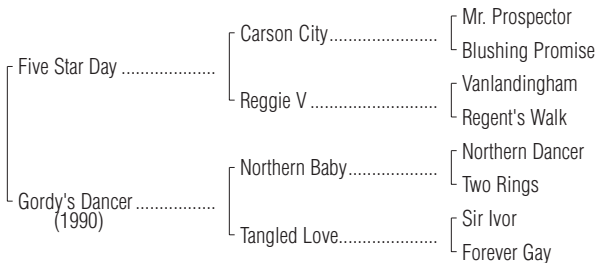 Mr. Prospector
Carson City........................
Blushing Promise
Five Star Day .....................
Vanlandingham
Reggie V ............................
Regent's Walk
Northern Dancer
Northern Baby....................
Two Rings
Gordy's Dancer ..................
(1990)
Sir Ivor
Tangled Love......................
Forever Gay